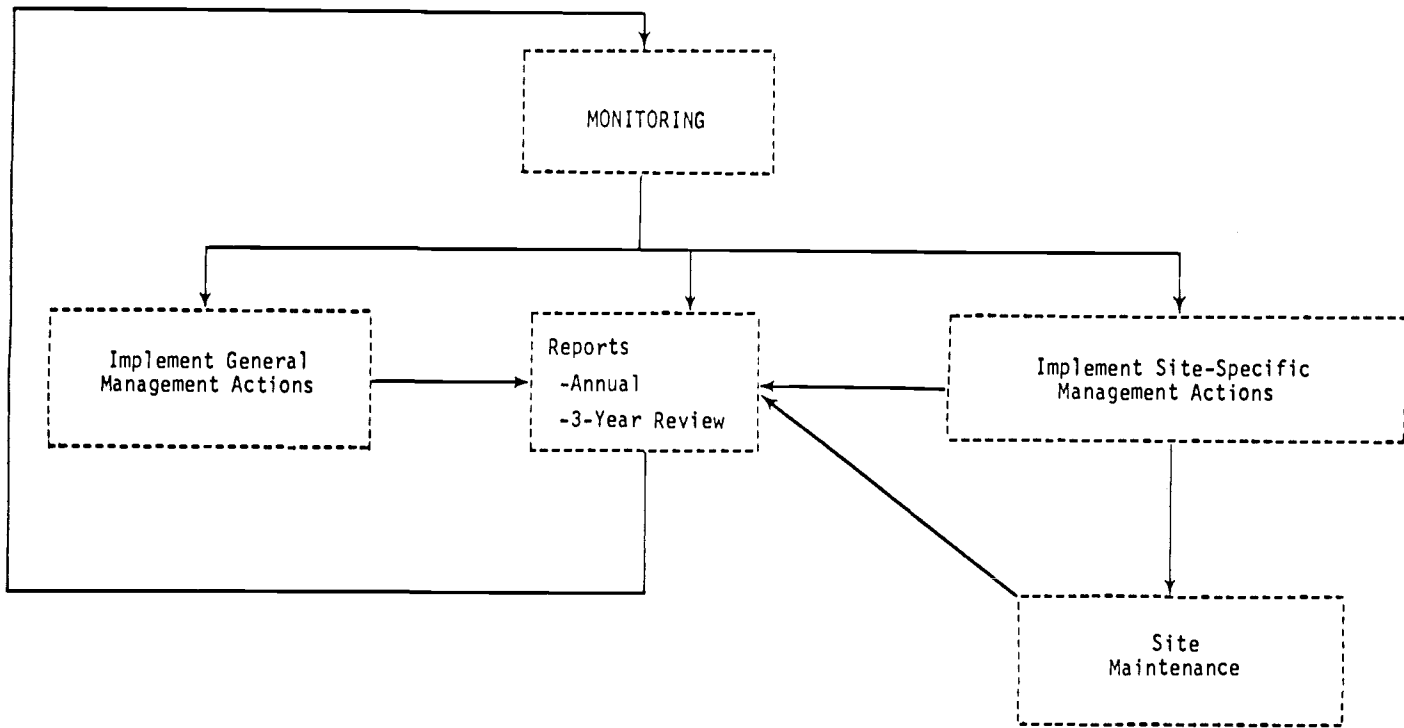 MONITORING
Implement General
Management Actions
Reports
-Annual
-3-Year Review
Implement Site-Specific
Management Actions
Site
Maintenance